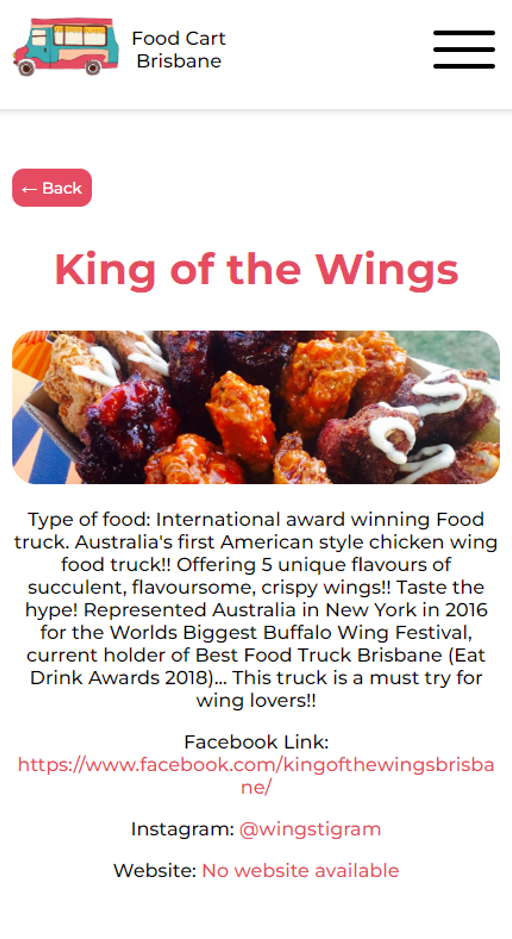 Food Cart
Brisbane
← Back
King of the Wings
Type of food: International award winning Food
truck. Australia's first American style chicken wing
food truck!! Offering 5 unique flavours of
succulent, flavoursome, crispy wings!! Taste the
hype! Represented Australia in New York in 2016
for the Worlds Biggest Buffalo Wing Festival,
current holder of Best Food Truck Brisbane (Eat
Drink Awards 2018)... This truck is a must try for
wing lovers!!
Facebook Link:
https://www.facebook.com/kingofthewingsbrisba
ne/
Instagram: @wingstigram
Website: No website available